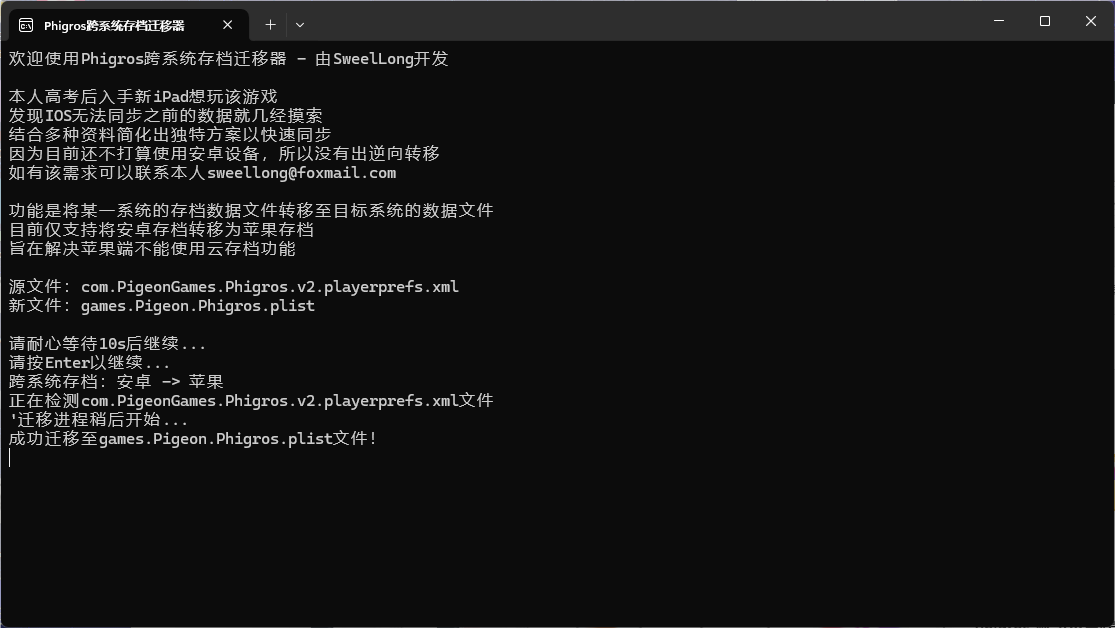 Phigros跨系统存档迁移器
欢迎使用Phigros跨系统存档迁移器 - 由SweelLong开发
本人高考后入手新iPad想玩该游戏
发现IOS无法同步之前的数据就几经摸索
结合多种资料简化出独特方案以快速同步
因为目前还不打算使用安卓设备，所以没有出逆向转移
如有该需求可以联系本人sweellong@foxmail.com
功能是将某一系统的存档数据文件转移至目标系统的数据文件
目前仅支持将安卓存档转移为苹果存档
旨在解决苹果端不能使用云存档功能
源文件：com.PigeonGames.Phigros.v2.playerprefs.xml
新文件：games.Pigeon.Phigros.plist
请耐心等待10s后继续...
请按Enter以继续...
跨系统存档：安卓 -> 苹果
正在检测com.PigeonGames.Phigros.v2.playerprefs.xml文件
'迁移进程稍后开始...
成功迁移至games.Pigeon.Phigros.plist文件！